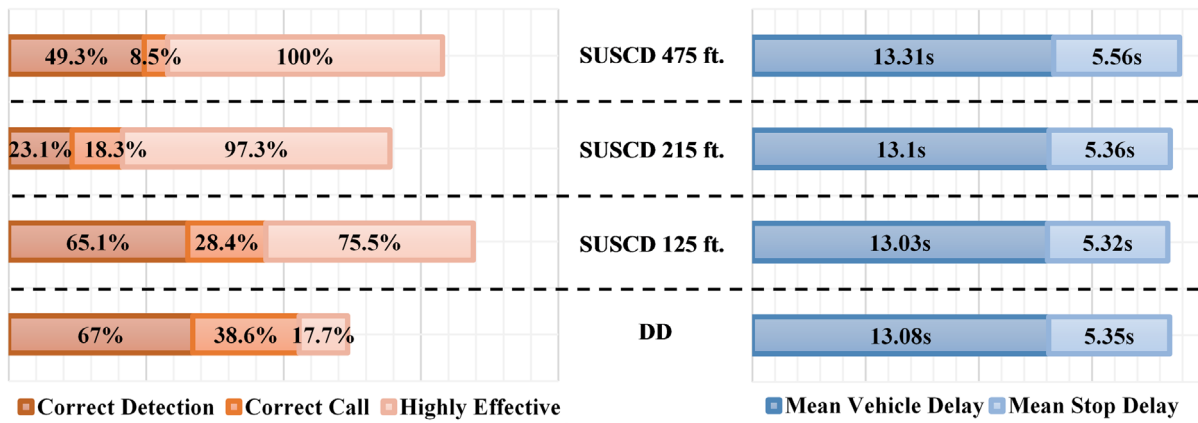 49.3% 8.5% 100% SUSCD 475 ft. 13.31s 5.56s
23.1% 18.3% 97.3% SUSCD 215 ft. 13.1s 5.36s
65.1% 28.4% 75.5% SUSCD 125 ft. 13.03s 5.32s
67% 38.6% 17.7% DD 13.08s 5.35s
Correct Detection Correct Call Highly Effective Mean Vehicle Delay Mean Stop Delay